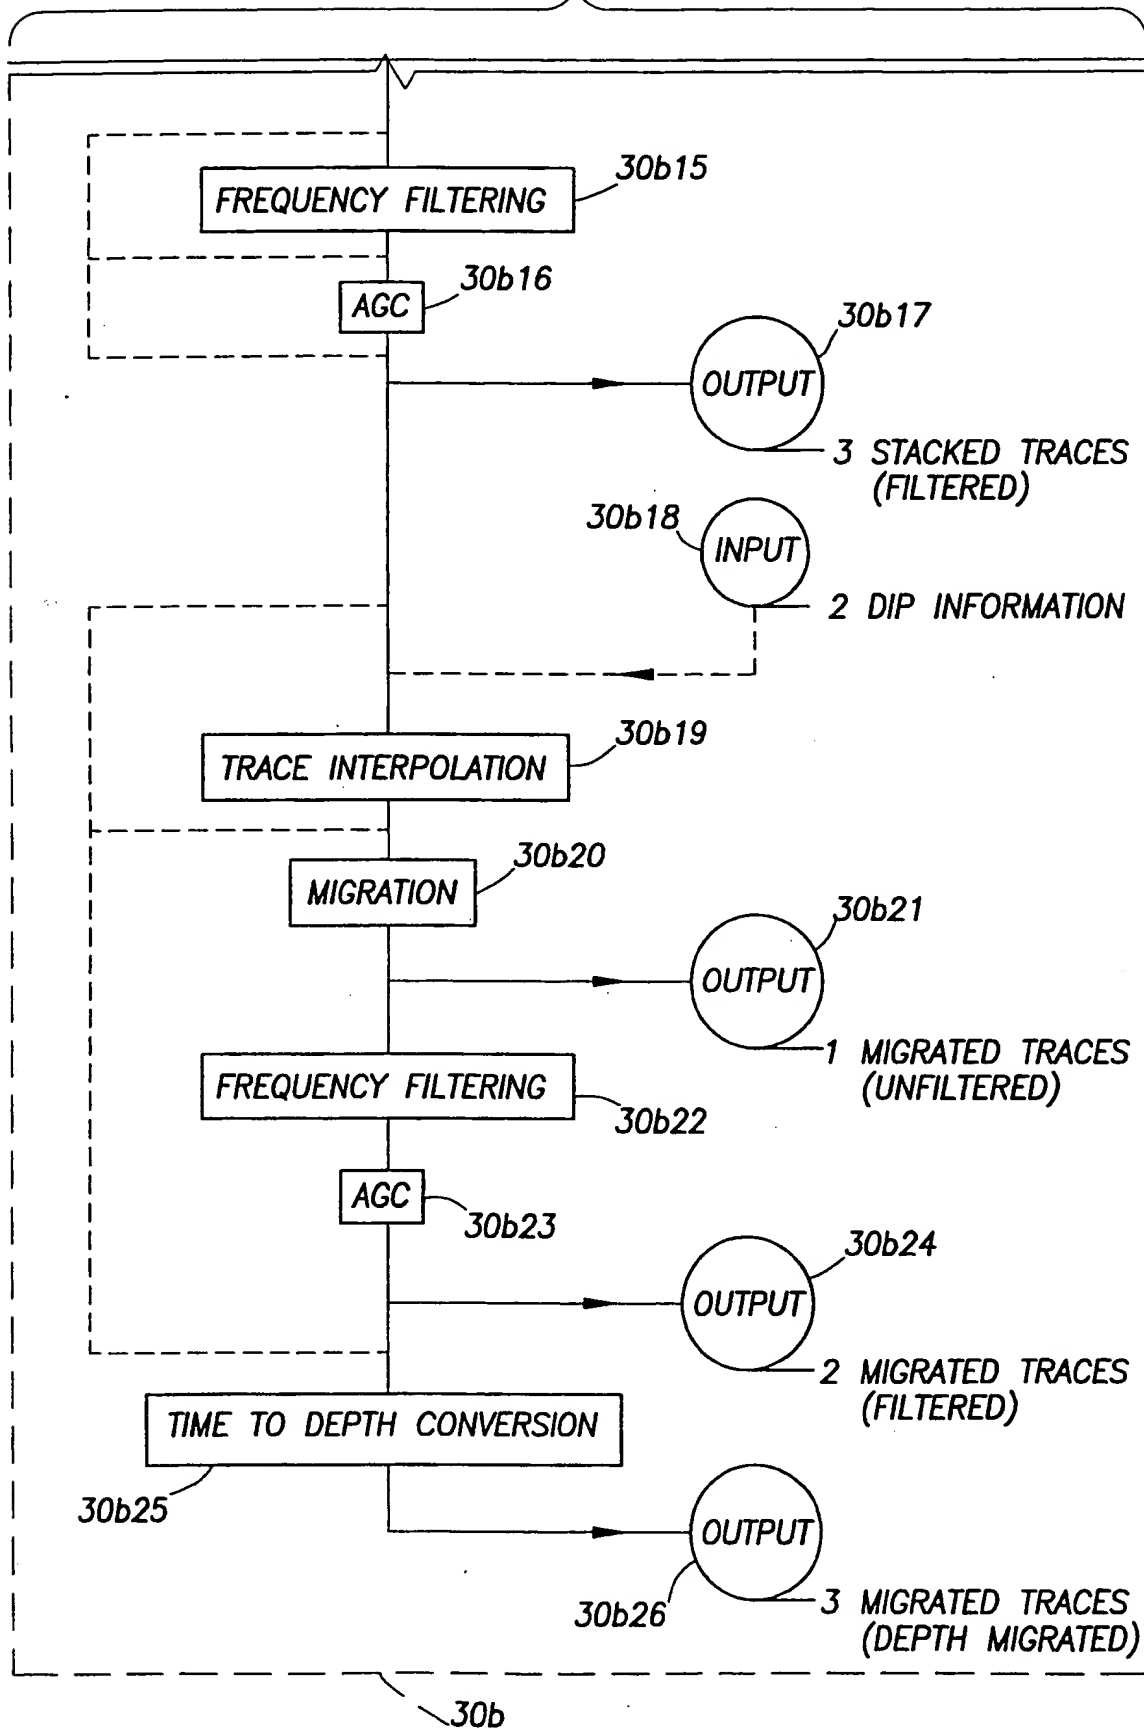 30b15
FREQUENCY FILTERING
30b16
AGC
30b17
OUTPUT
3 STACKED TRACES
(FILTERED)
30b18
INPUT
2 DIP INFORMATION
30b19
TRACE INTERPOLATION
30b20
MIGRATION
30b21
OUTPUT
1 MIGRATED TRACES
(UNFILTERED)
FREQUENCY FILTERING
30b22
AGC
30b23
30b24
OUTPUT
2 MIGRATED TRACES
(FILTERED)
TIME TO DEPTH CONVERSION
30b25
OUTPUT
30b26
3 MIGRATED TRACES
(DEPTH MIGRATED)
30b